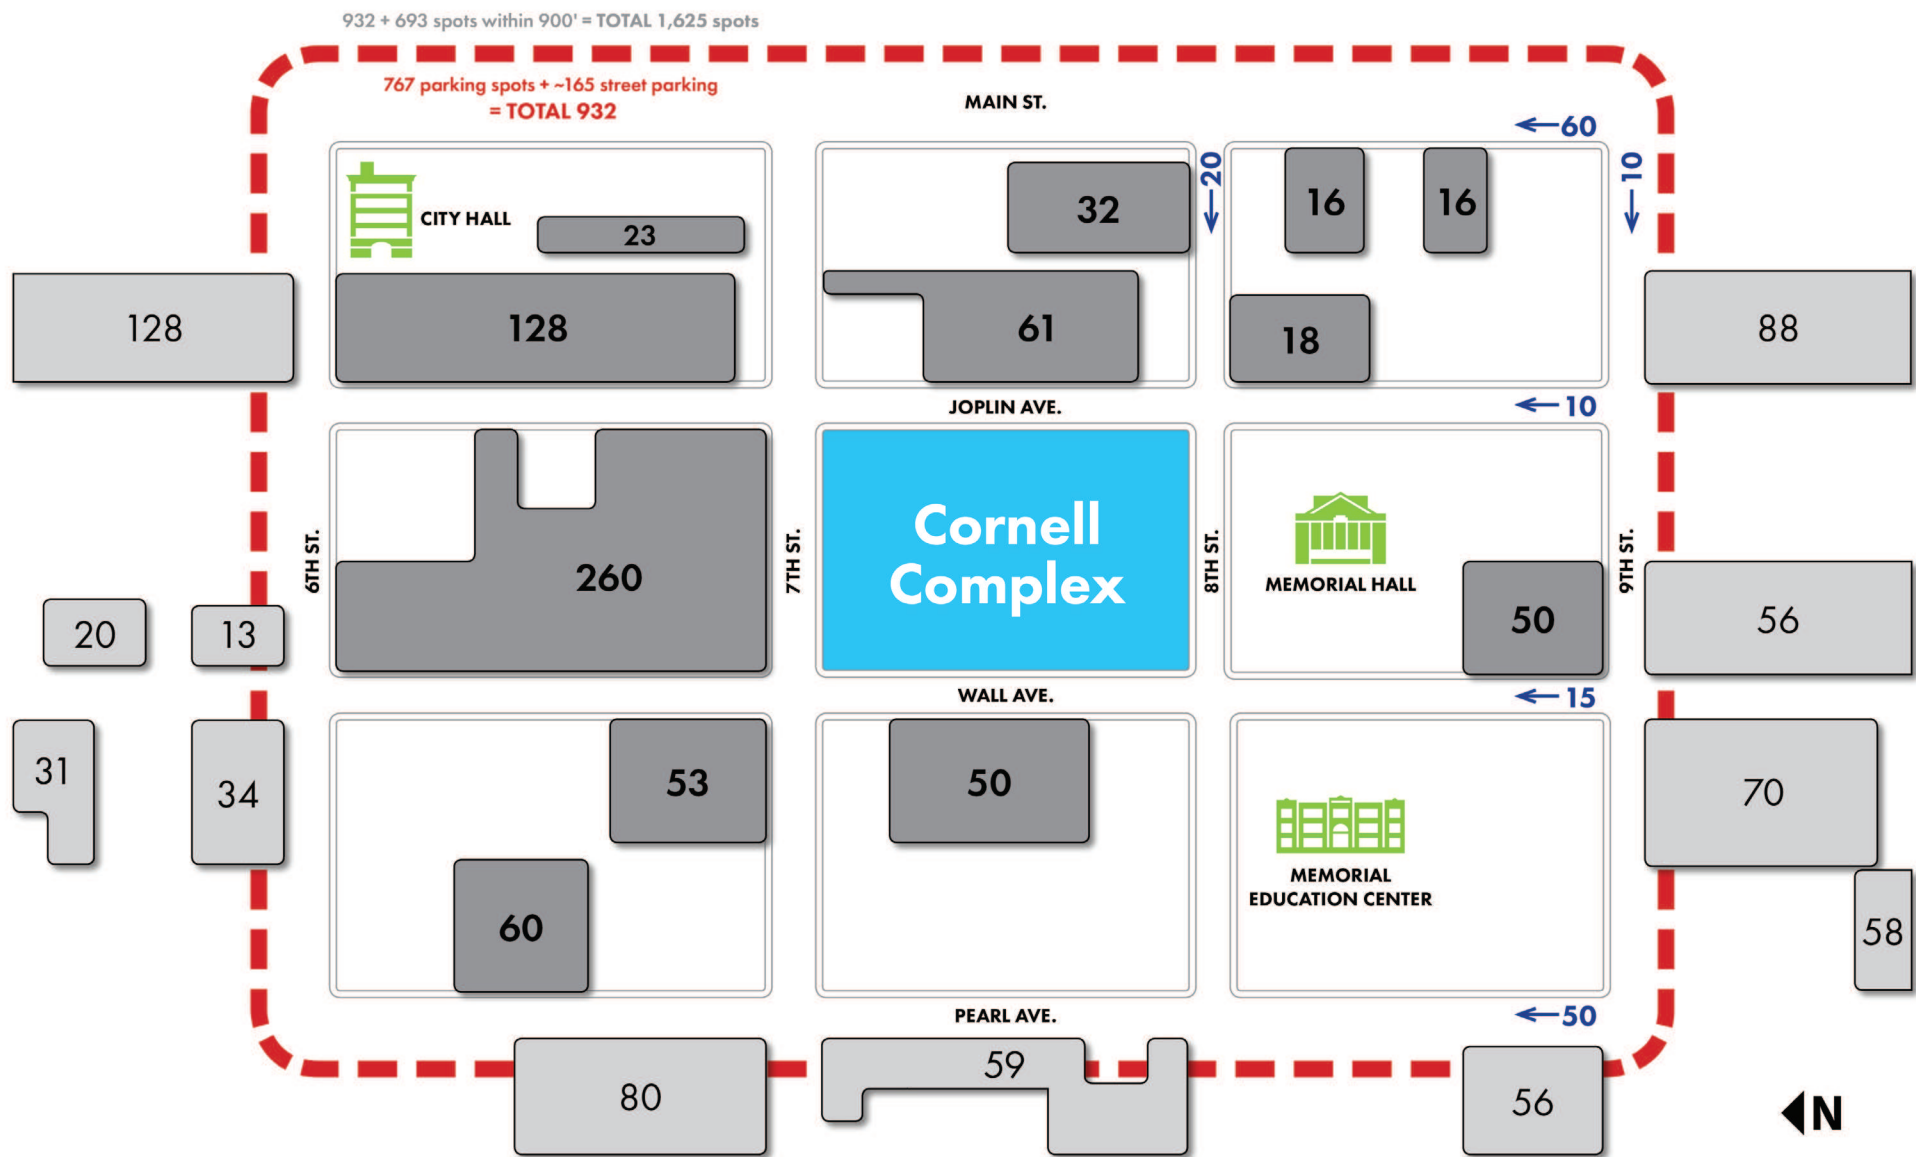 932 + 693 spots within 900' = TOTAL 1,625 spots
767 parking spots + ~165 street parking
= TOTAL 932
MAIN ST.
60
20
10
CITY HALL
23
32
16
16
128
128
61
18
88
JOPLIN AVE.
10
6TH ST.
7TH ST.
8TH ST.
9TH ST.
Cornell
Complex
260
MEMORIAL HALL
50
56
20
13
WALL AVE.
15
31
34
53
50
70
MEMORIAL
EDUCATION CENTER
60
58
PEARL AVE.
50
80
59
56
N